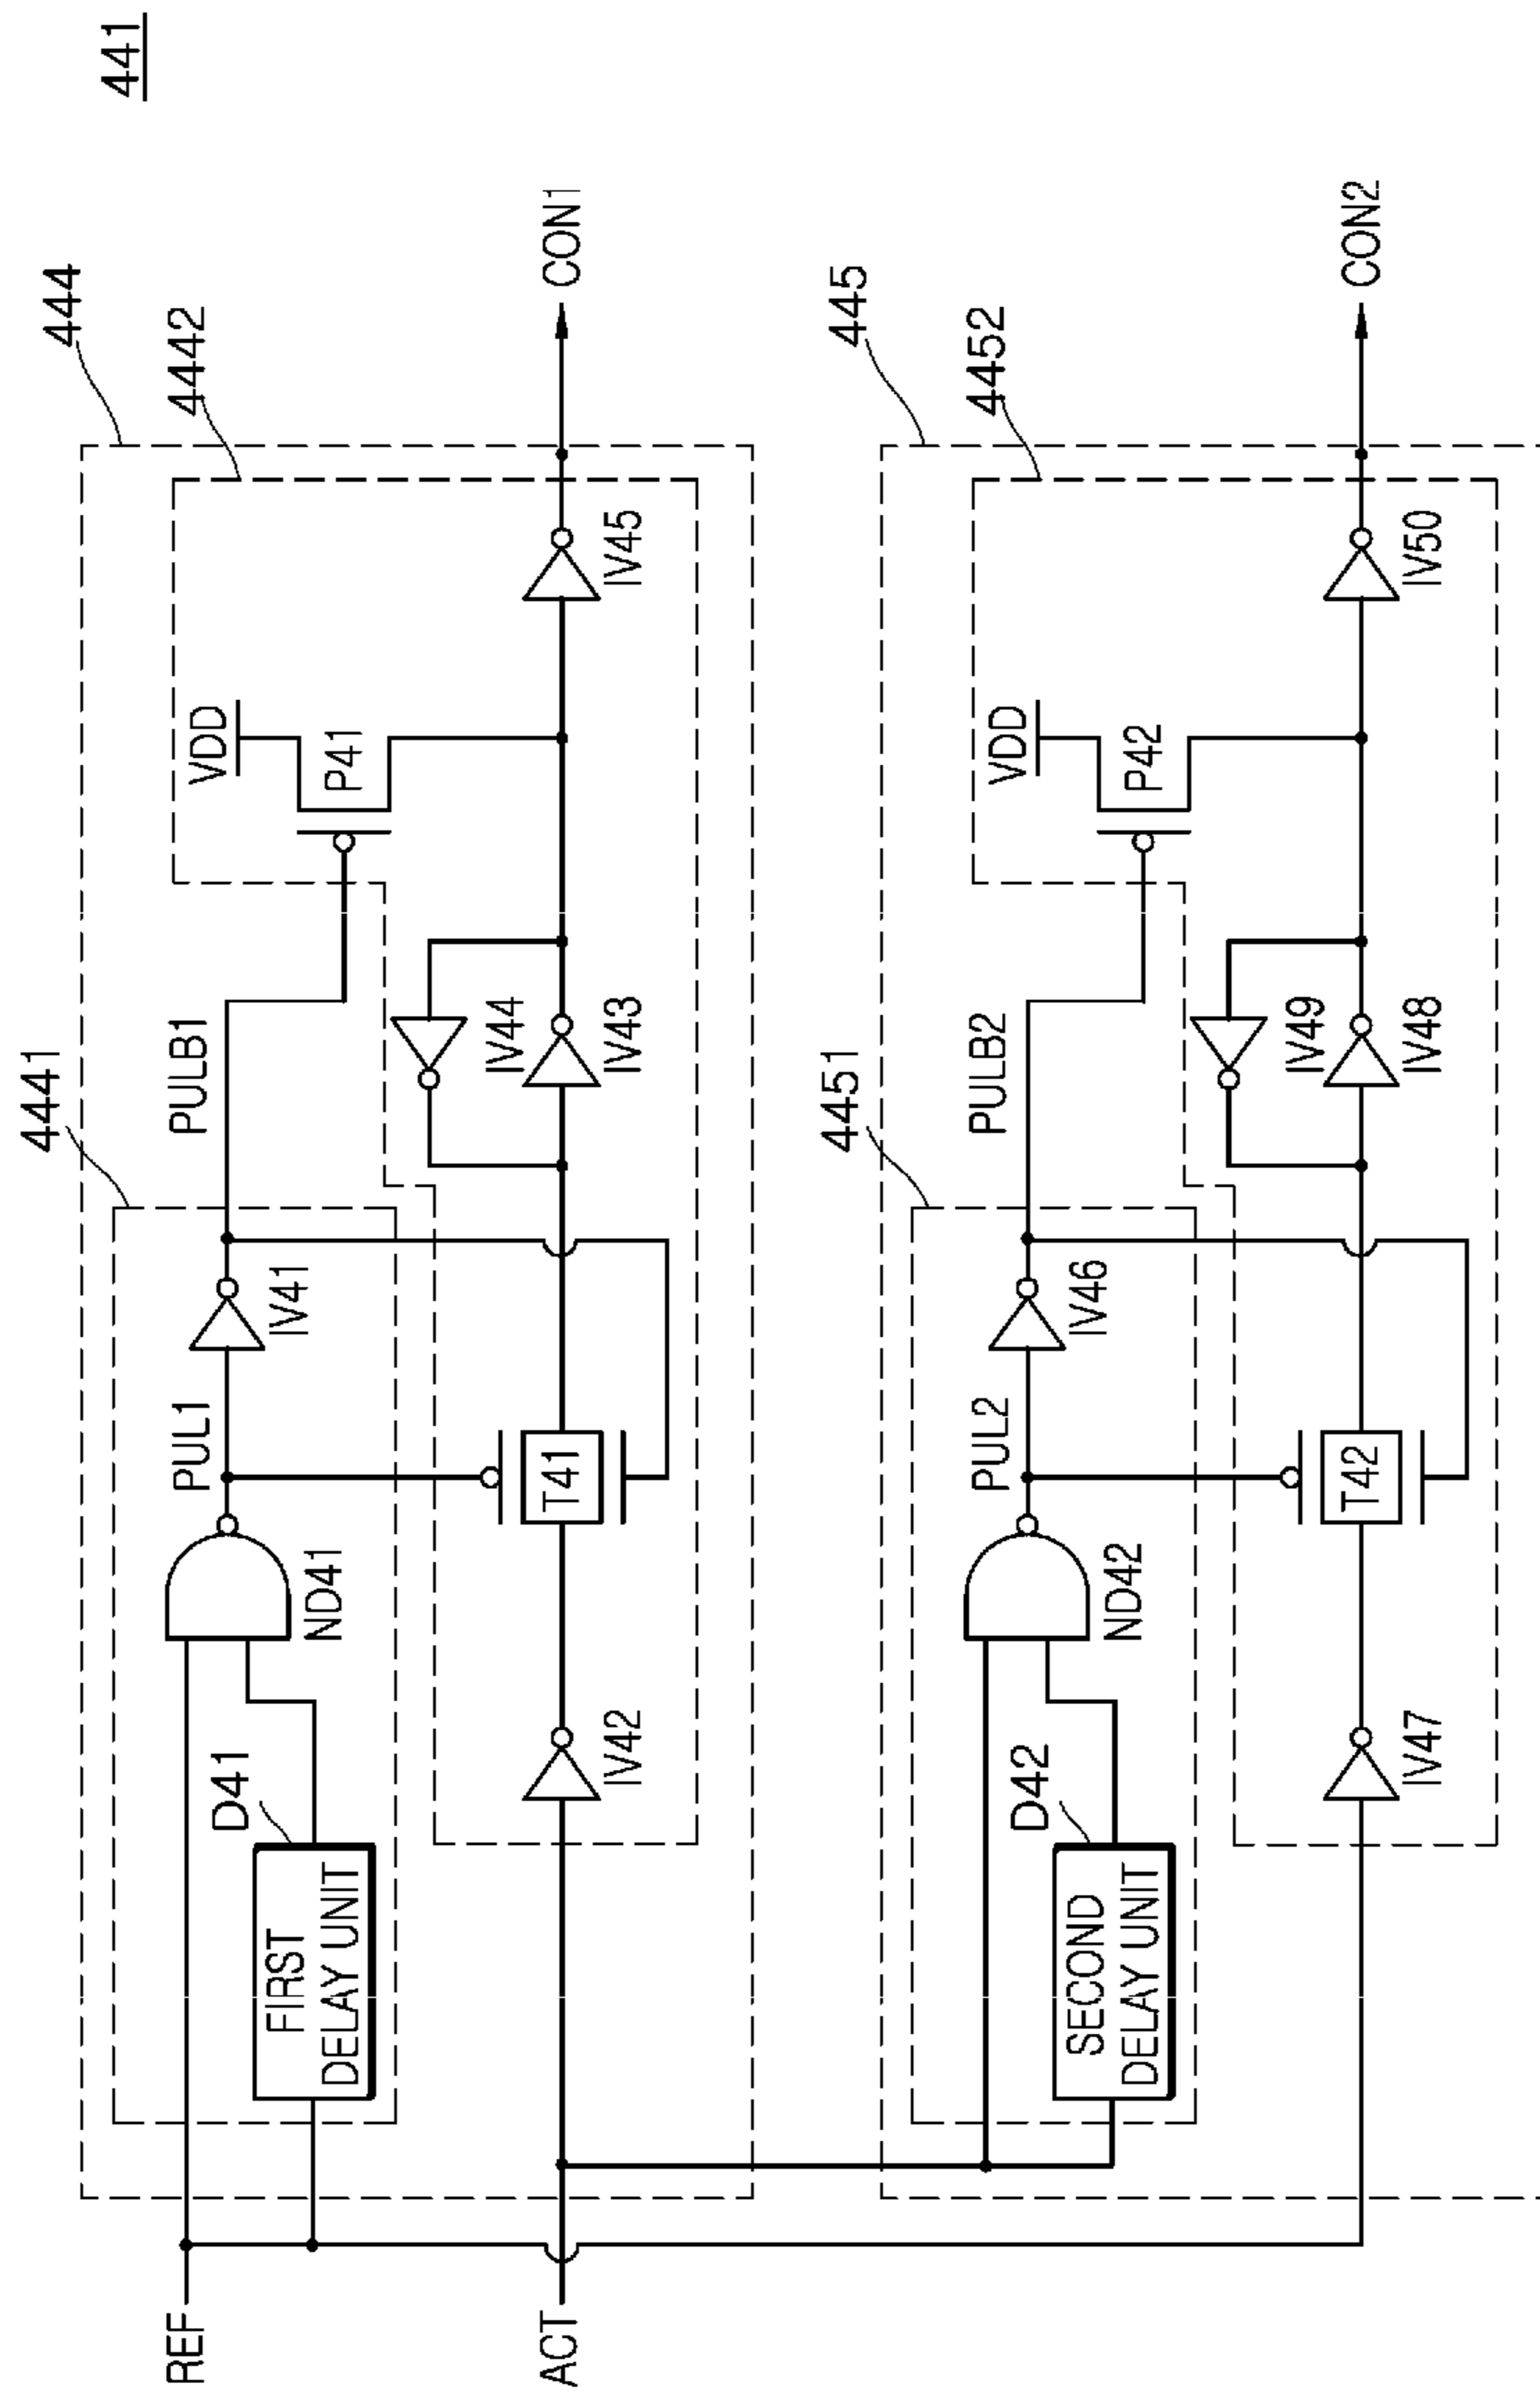 441
444
4441
4442
REF
ACT
D41
FIRST
DELAY UNIT
ND41
PUL1
IV41
PULB1
VDD
P41
IV42
T41
IV44
IV43
IV45
CON1
445
4451
4452
D42
SECOND
DELAY UNIT
ND42
PUL2
IV46
PULB2
VDD
P42
IV47
T42
IV49
IV48
IV50
CON2